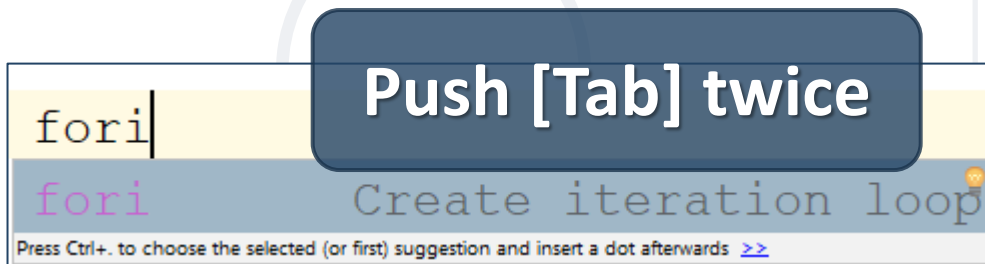 Push [Tab] twice
fori
fori Create iteration loop
Press Ctrl+. to choose the selected (or first) suggestion and insert a dot afterwards >>